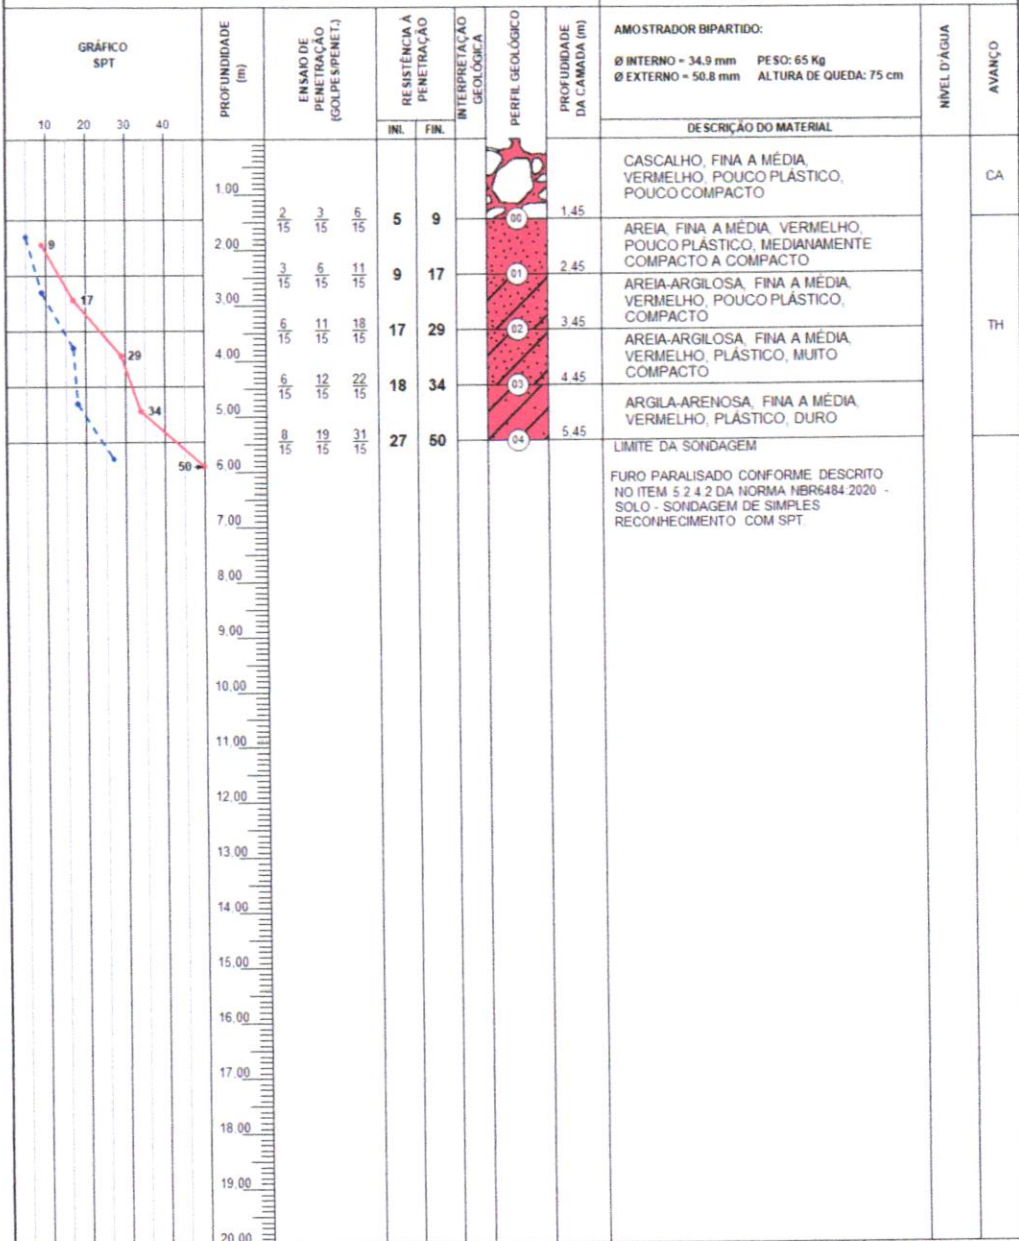 GRÁFICO
SPT
10 20 30 40
PROFUNDIDADE
(m)
ENSAIO DE
PENETRAÇÃO
(GOLPES/PENET.)
RESISTÊNCIA À
PENETRAÇÃO
INI. FIN.
INTERPRETAÇÃO
GEOLÓGICA
PERFIL GEOLÓGICO
PROFUDIDADE
DA CAMADA (m)
AMOSTRADOR BIPARTIDO:
Ø INTERNO = 34.9 mm PESO: 65 Kg
Ø EXTERNO = 50.8 mm ALTURA DE QUEDA: 75 cm
DESCRIÇÃO DO MATERIAL
NÍVEL D'ÁGUA
AVANÇO
CASCALHO, FINA A MÉDIA,
VERMELHO, POUCO PLÁSTICO,
POUCO COMPACTO
CA
1.00
2/15 3/15 6/15 5 9 00 1,45
AREIA, FINA A MÉDIA, VERMELHO,
POUCO PLÁSTICO, MEDIANAMENTE
COMPACTO A COMPACTO
9
2.00
3/15 6/15 11/15 9 17 01 2.45
AREIA-ARGILOSA, FINA A MÉDIA,
VERMELHO, POUCO PLÁSTICO,
COMPACTO
17
3,00
6/15 11/15 18/15 17 29 02 3.45
TH
AREIA-ARGILOSA, FINA A MÉDIA,
VERMELHO, PLÁSTICO, MUITO
COMPACTO
29
4.00
6/15 12/15 22/15 18 34 03 4.45
ARGILA-ARENOSA, FINA A MÉDIA,
VERMELHO, PLÁSTICO, DURO
34
5.00
8/15 19/15 31/15 27 50 04 5.45
LIMITE DA SONDAGEM
50
6,00
FURO PARALISADO CONFORME DESCRITO
NO ITEM 5.2.4.2 DA NORMA NBR6484:2020 -
SOLO - SONDAGEM DE SIMPLES
RECONHECIMENTO COM SPT.
7,00
8,00
9,00
10,00
11,00
12,00
13.00
14.00
15,00
16,00
17,00
18,00
19,00
20,00